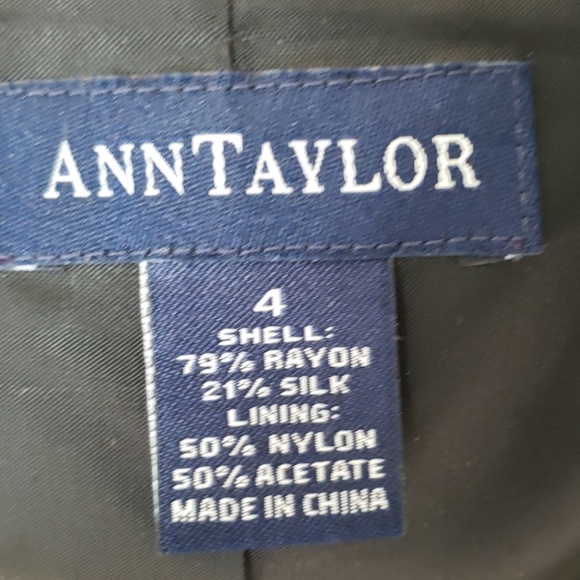 ANNTAYLOR
4
SHELL:
79% RAYON
21% SILK
LINING:
50% NYLON
50% ACETATE
MADE IN CHINA